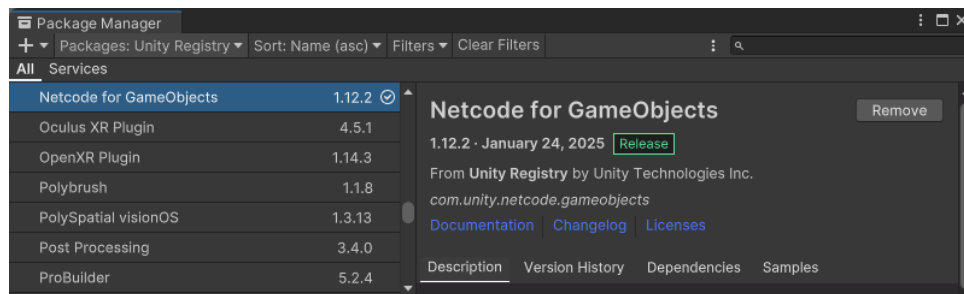 Package Manager
+ Packages: Unity Registry Sort: Name (asc) Filters Clear Filters
All Services
Netcode for GameObjects 1.12.2
Oculus XR Plugin 4.5.1
OpenXR Plugin 1.14.3
Polybrush 1.1.8
PolySpatial visionOS 1.3.13
Post Processing 3.4.0
ProBuilder 5.2.4
Netcode for GameObjects Remove
1.12.2 · January 24, 2025 Release
From Unity Registry by Unity Technologies Inc.
com.unity.netcode.gameobjects
Documentation Changelog Licenses
Description Version History Dependencies Samples